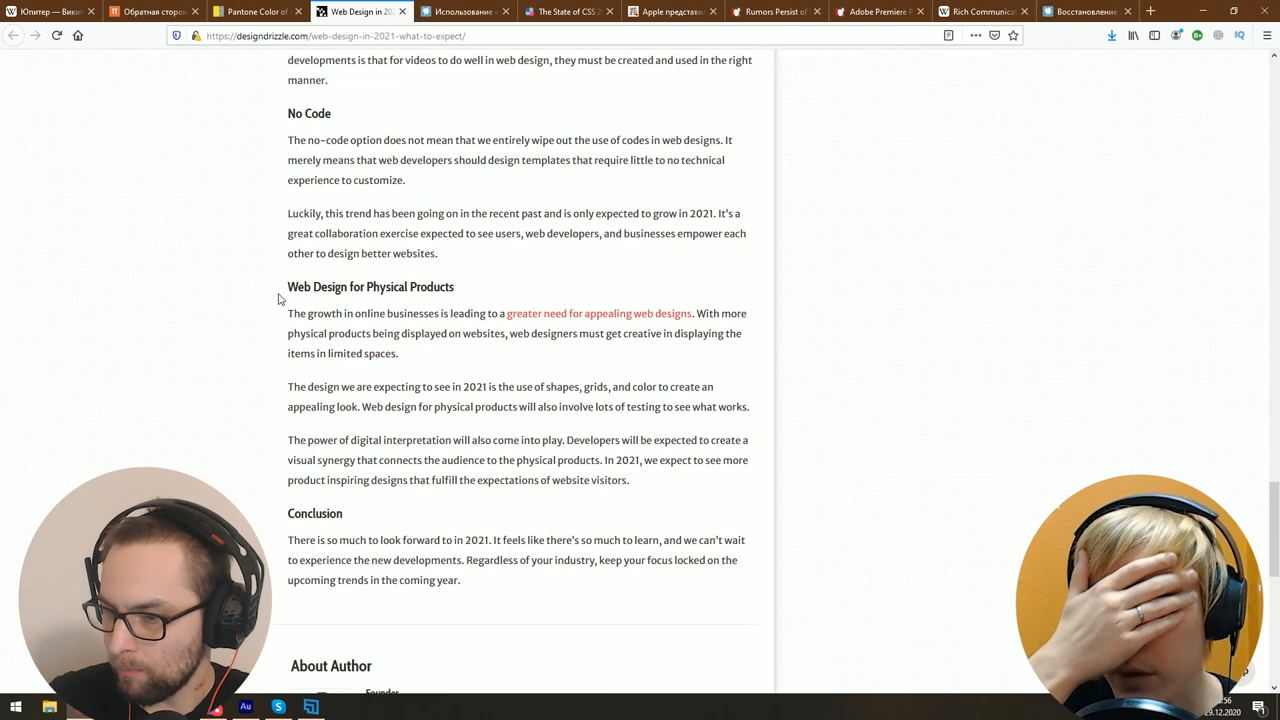 Юпитер — Вики
Обратная сторон
Pantone Color of
Web Design in 202
Использование
The State of CSS 2
Apple представи
Rumors Persist of
Adobe Premiere R
Rich Communicat
Восстановление
https://designdrizzle.com/web-design-in-2021-what-to-expect/
developments is that for videos to do well in web design, they must be created and used in the right
manner.
No Code
The no-code option does not mean that we entirely wipe out the use of codes in web designs. It
merely means that web developers should design templates that require little to no technical
experience to customize.
Luckily, this trend has been going on in the recent past and is only expected to grow in 2021. It’s a
great collaboration exercise expected to see users, web developers, and businesses empower each
other to design better websites.
Web Design for Physical Products
The growth in online businesses is leading to a greater need for appealing web designs. With more
physical products being displayed on websites, web designers must get creative in displaying the
items in limited spaces.
The design we are expecting to see in 2021 is the use of shapes, grids, and color to create an
appealing look. Web design for physical products will also involve lots of testing to see what works.
The power of digital interpretation will also come into play. Developers will be expected to create a
visual synergy that connects the audience to the physical products. In 2021, we expect to see more
product inspiring designs that fulfill the expectations of website visitors.
Conclusion
There is so much to look forward to in 2021. It feels like there’s so much to learn, and we can’t wait
to experience the new developments. Regardless of your industry, keep your focus locked on the
upcoming trends in the coming year.
About Author
Founder
:56
29.12.2020